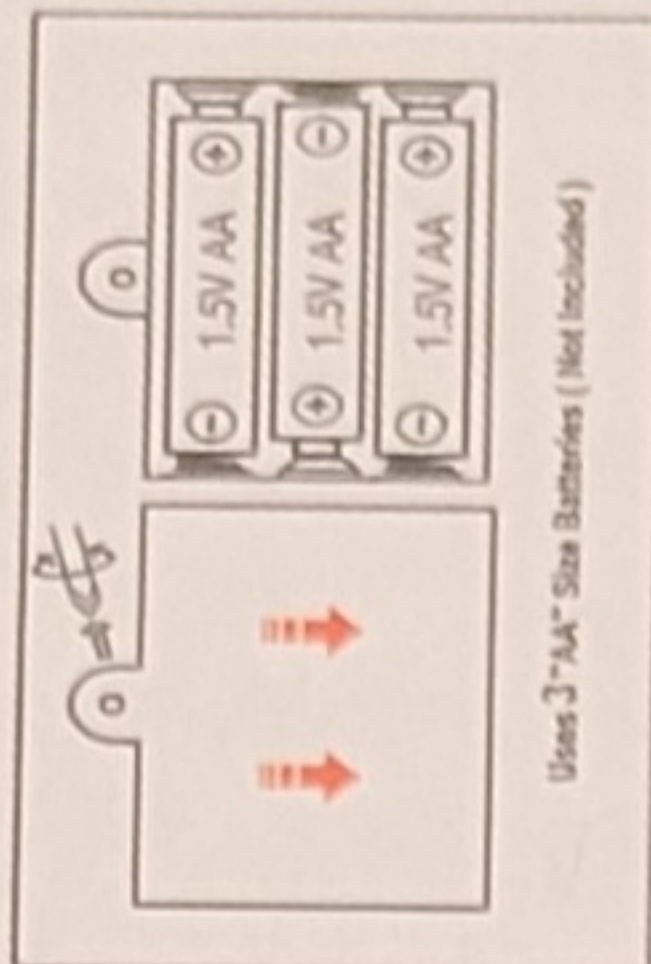 ⊖ 1.5V AA ⊕
⊕ 1.5V AA ⊖
⊖ 1.5V AA ⊕
Uses 3 "AA" Size Batteries ( Not Included )